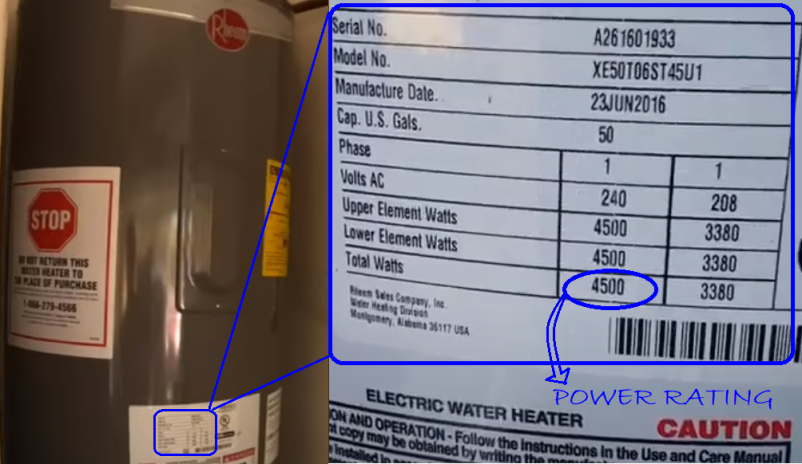 Rheem
STOP
DO NOT RETURN THIS
WATER HEATER TO
THE PLACE OF PURCHASE
1-866-279-4566
Serial No. A261601933
Model No. XE50T06ST45U1
Manufacture Date. 23JUN2016
Cap. U.S. Gals. 50
Phase 1 1
Volts AC 240 208
Upper Element Watts 4500 3380
Lower Element Watts 4500 3380
Total Watts 4500 3380
Rheem Sales Company, Inc.
Water Heating Division
Montgomery, Alabama 36117 USA
POWER RATING
ELECTRIC WATER HEATER
CAUTION
ION AND OPERATION - Follow the instructions in the Use and Care Manual
copy may be obtained by writing the
installed in